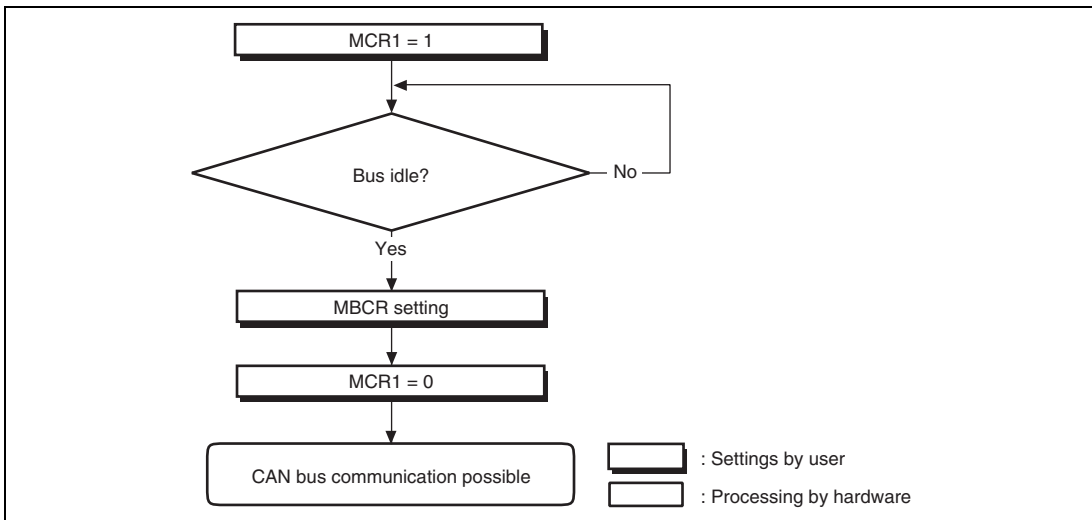 MCR1 = 1
Bus idle?
No
Yes
MBCR setting
MCR1 = 0
CAN bus communication possible
: Settings by user
: Processing by hardware